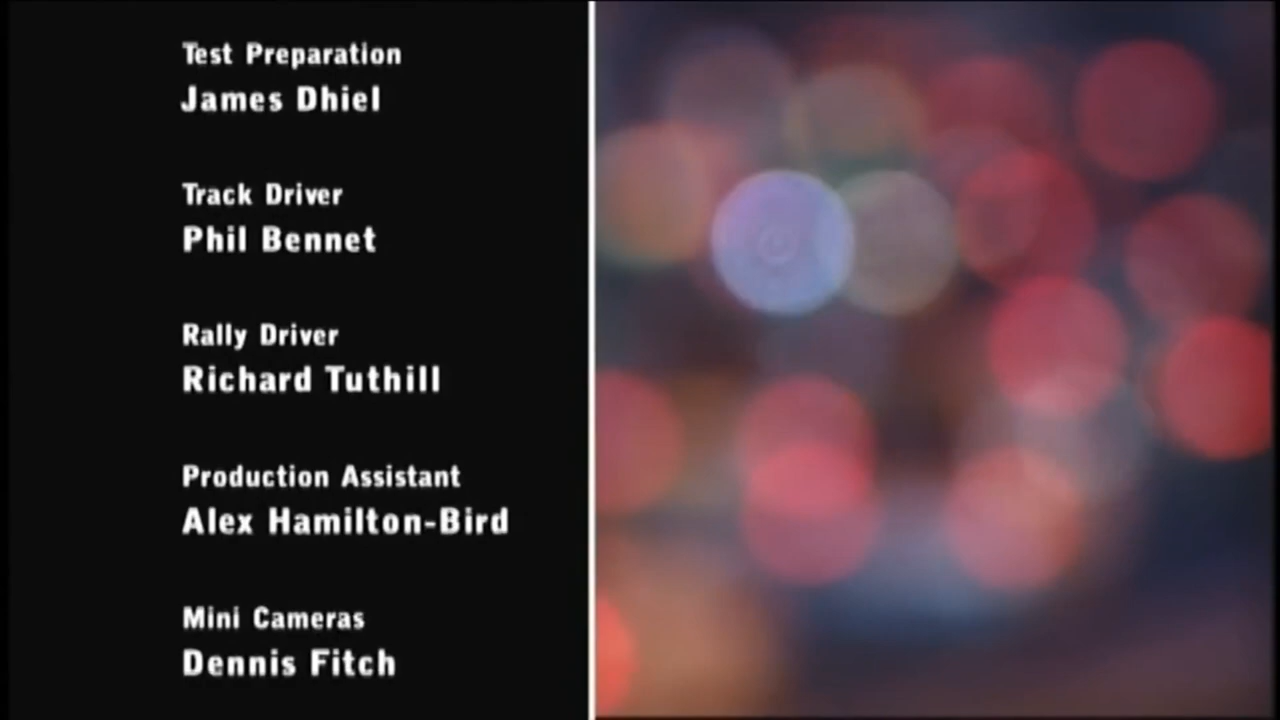 Test Preparation
James Dhiel
Track Driver
Phil Bennet
Rally Driver
Richard Tuthill
Production Assistant
Alex Hamilton-Bird
Mini Cameras
Dennis Fitch